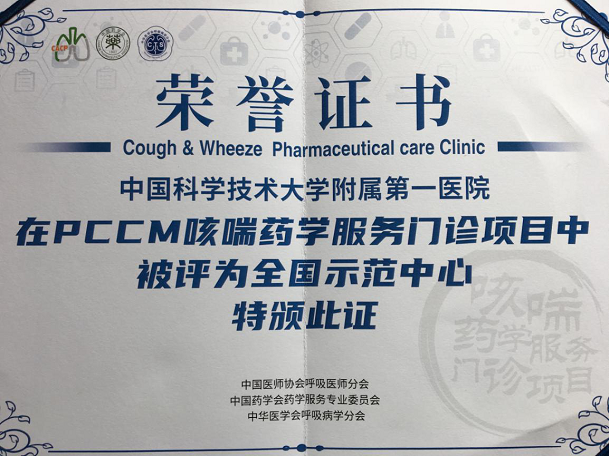 CACP
荣誉证书
Cough & Wheeze Pharmaceutical care Clinic
中国科学技术大学附属第一医院
在PCCM咳喘药学服务门诊项目中
被评为全国示范中心
特颁此证
咳喘
药学服务
门诊项目
中国医师协会呼吸医师分会
中国药学会药学服务专业委员会
中华医学会呼吸病学分会